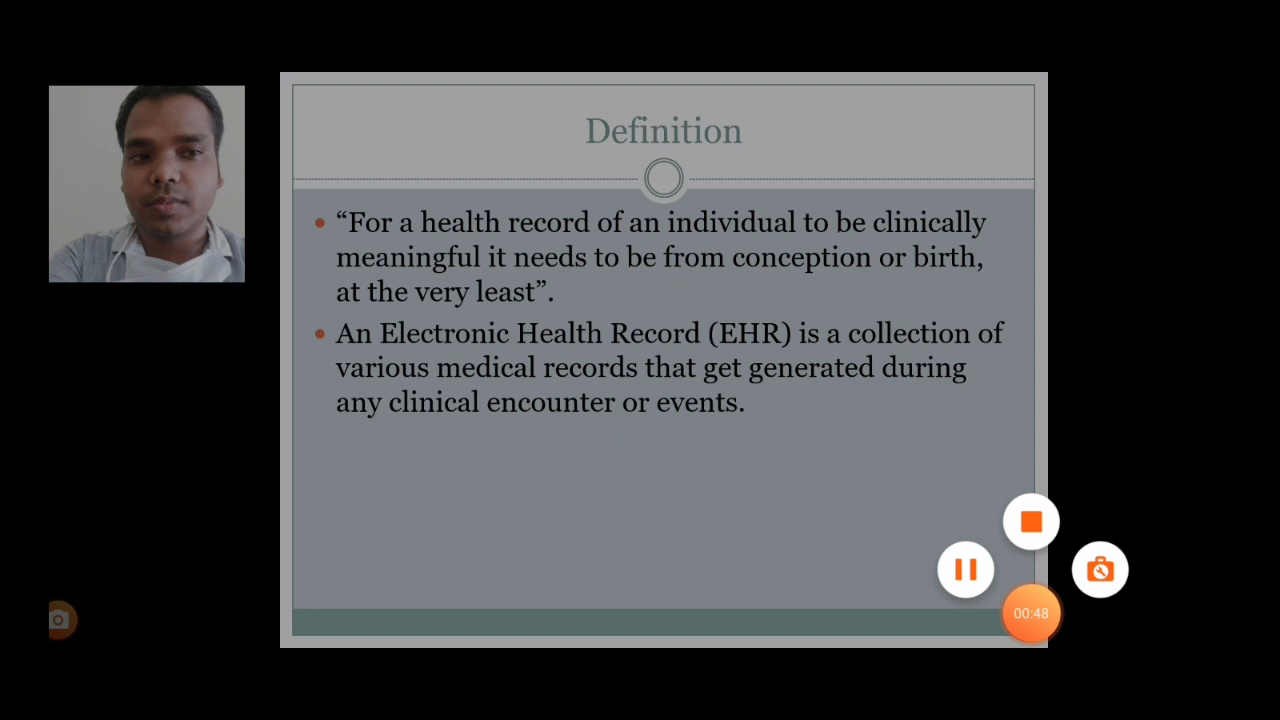 Definition
“For a health record of an individual to be clinically
meaningful it needs to be from conception or birth,
at the very least”.
An Electronic Health Record (EHR) is a collection of
various medical records that get generated during
any clinical encounter or events.
00:48